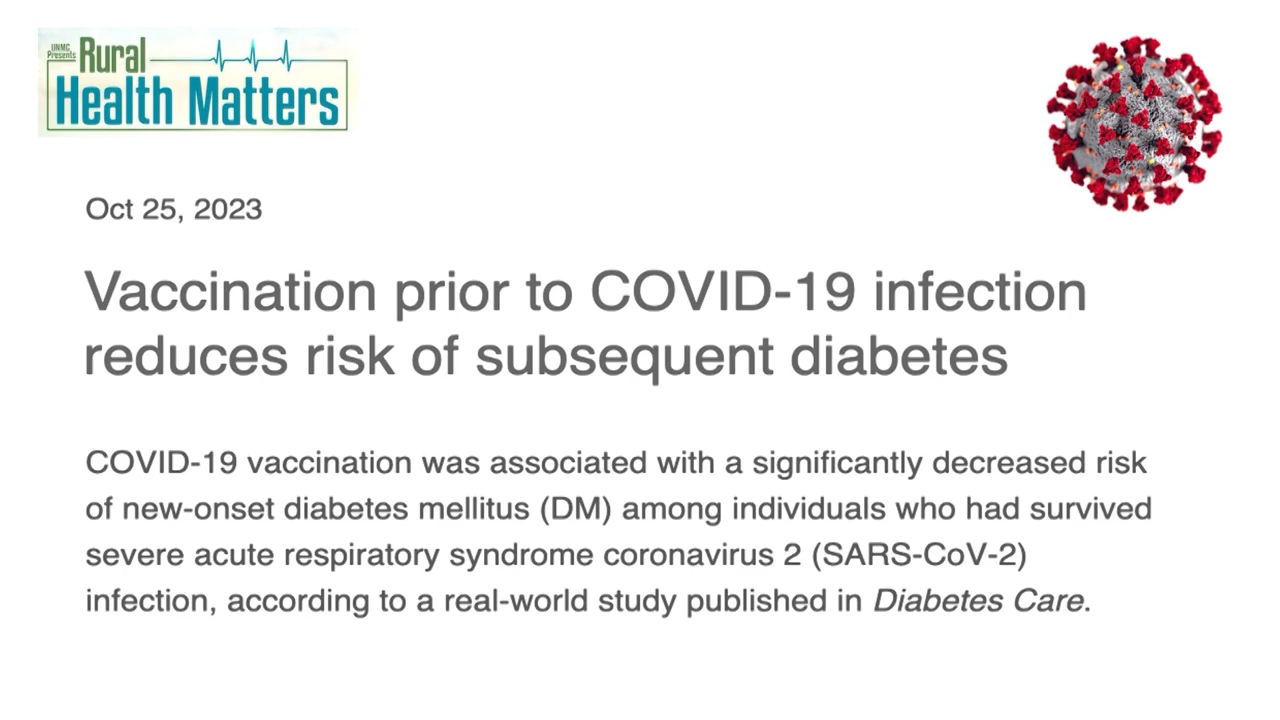 UNMC
Presents Rural
Health Matters
Oct 25, 2023
Vaccination prior to COVID-19 infection
reduces risk of subsequent diabetes
COVID-19 vaccination was associated with a significantly decreased risk
of new-onset diabetes mellitus (DM) among individuals who had survived
severe acute respiratory syndrome coronavirus 2 (SARS-CoV-2)
infection, according to a real-world study published in Diabetes Care.